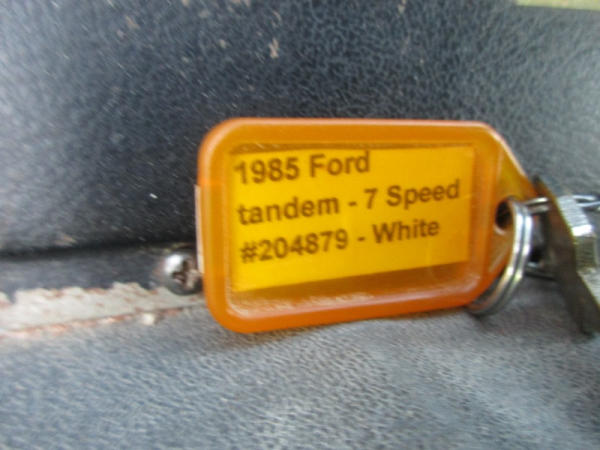 1985 Ford
tandem - 7 Speed
#204879 - White